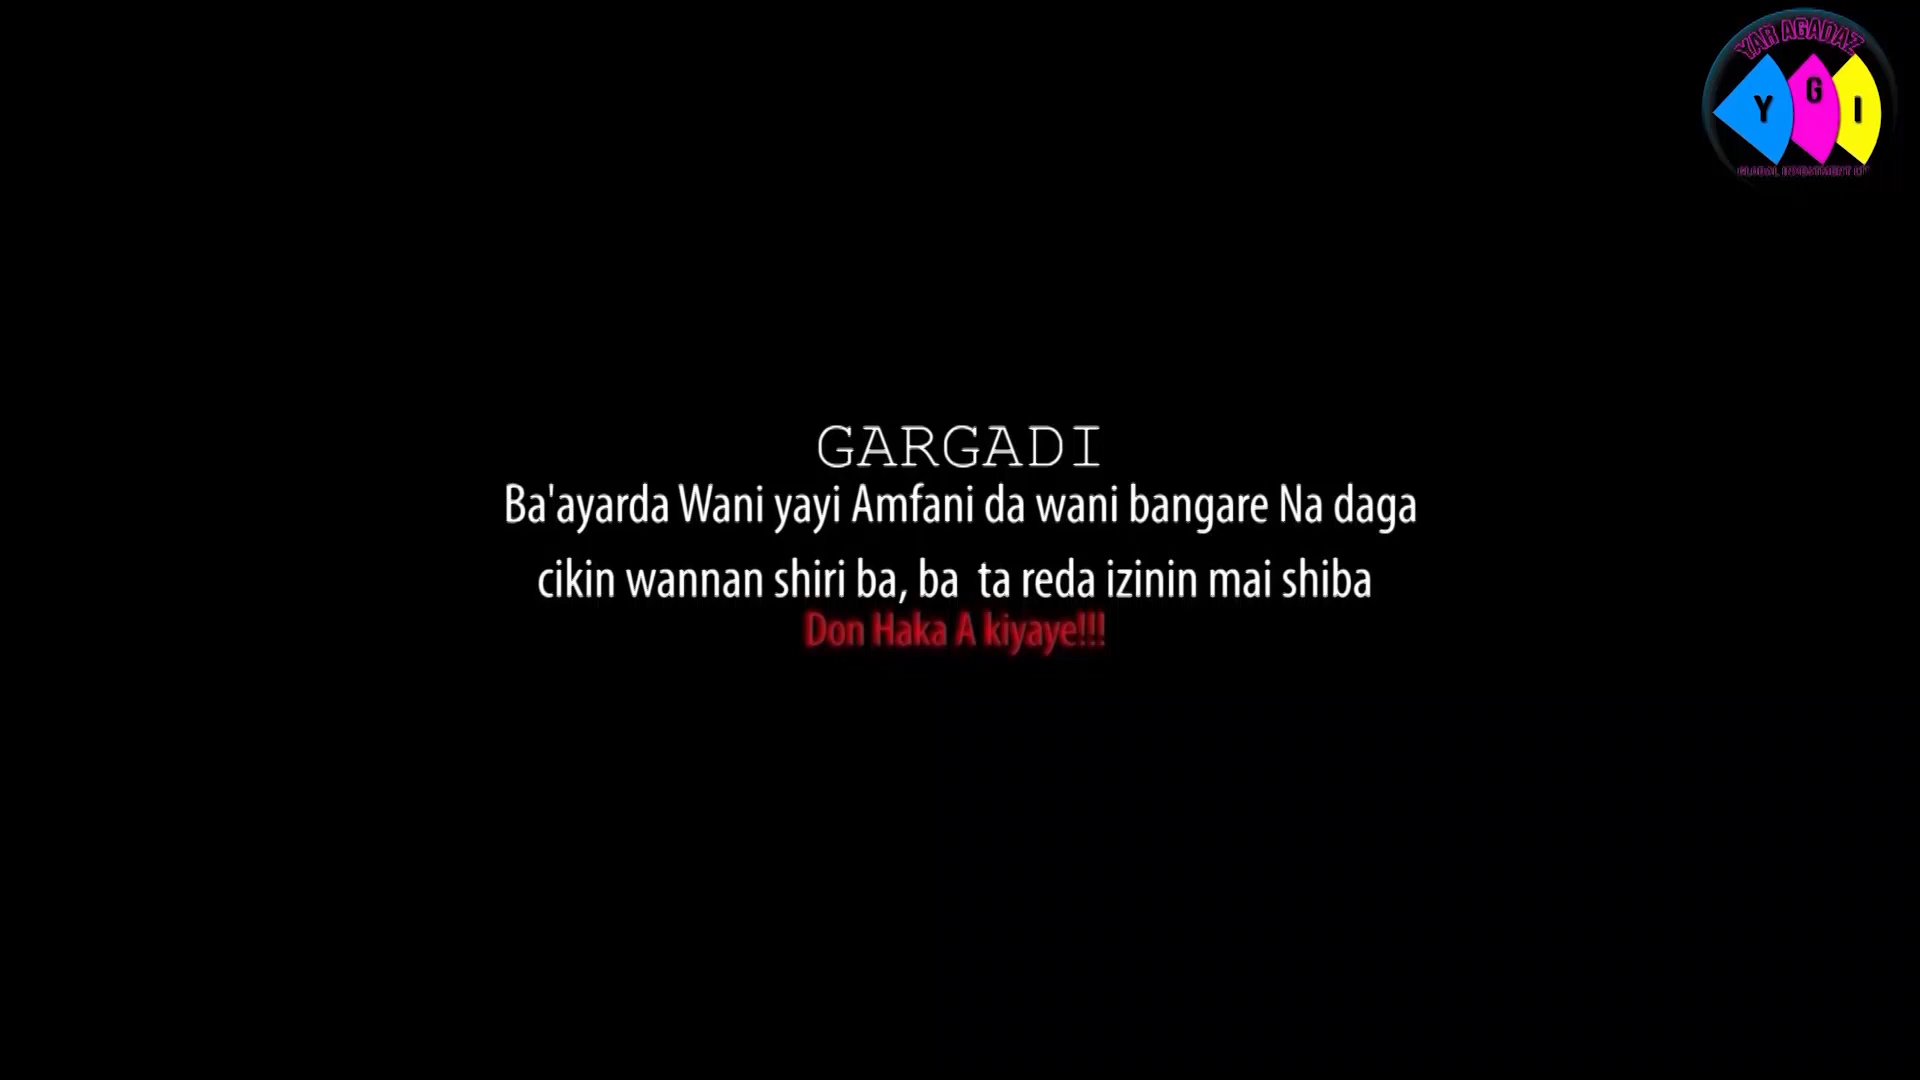 YAR AGADAZ
Y G I
GARGADI
Ba'ayarda Wani yayi Amfani da wani bangare Na daga
cikin wannan shiri ba, ba ta reda izinin mai shiba
Don Haka A kiyaye!!!